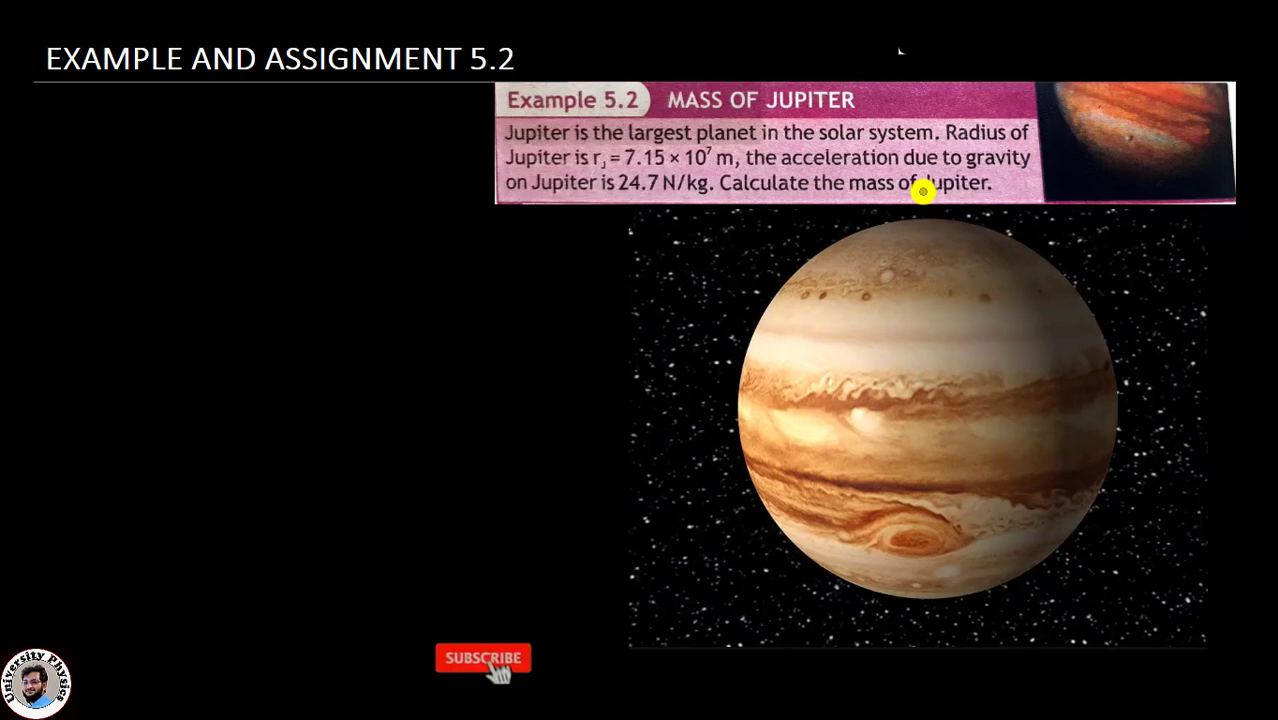 EXAMPLE AND ASSIGNMENT 5.2
Example 5.2 MASS OF JUPITER
Jupiter is the largest planet in the solar system. Radius of
Jupiter is rJ = 7.15 × 10⁷ m, the acceleration due to gravity
on Jupiter is 24.7 N/kg. Calculate the mass of Jupiter.
SUBSCRIBE
University Physics